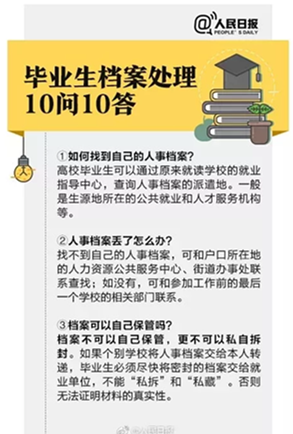 @人民日报
PEOPLE'S DAILY
毕业生档案处理
10问10答
①如何找到自己的人事档案?
高校毕业生可以通过原来就读学校的就业
指导中心，查询人事档案的派遣地。一般
是生源地所在的公共就业和人才服务机构
等。
②人事档案丢了怎么办?
找不到自己的人事档案，可和户口所在地
的人力资源公共服务中心、街道办事处联
系查找；如没有，可和参加工作前的最后
一个学校的相关部门联系。
③档案可以自己保管吗?
档案不可以自己保管，更不可以私自拆
封。如果个别学校将人事档案交给本人转
递，毕业生必须尽快将密封的档案交给就
业单位，不能“私拆”和“私藏”。否则
无法证明材料的真实性。
@人民日报